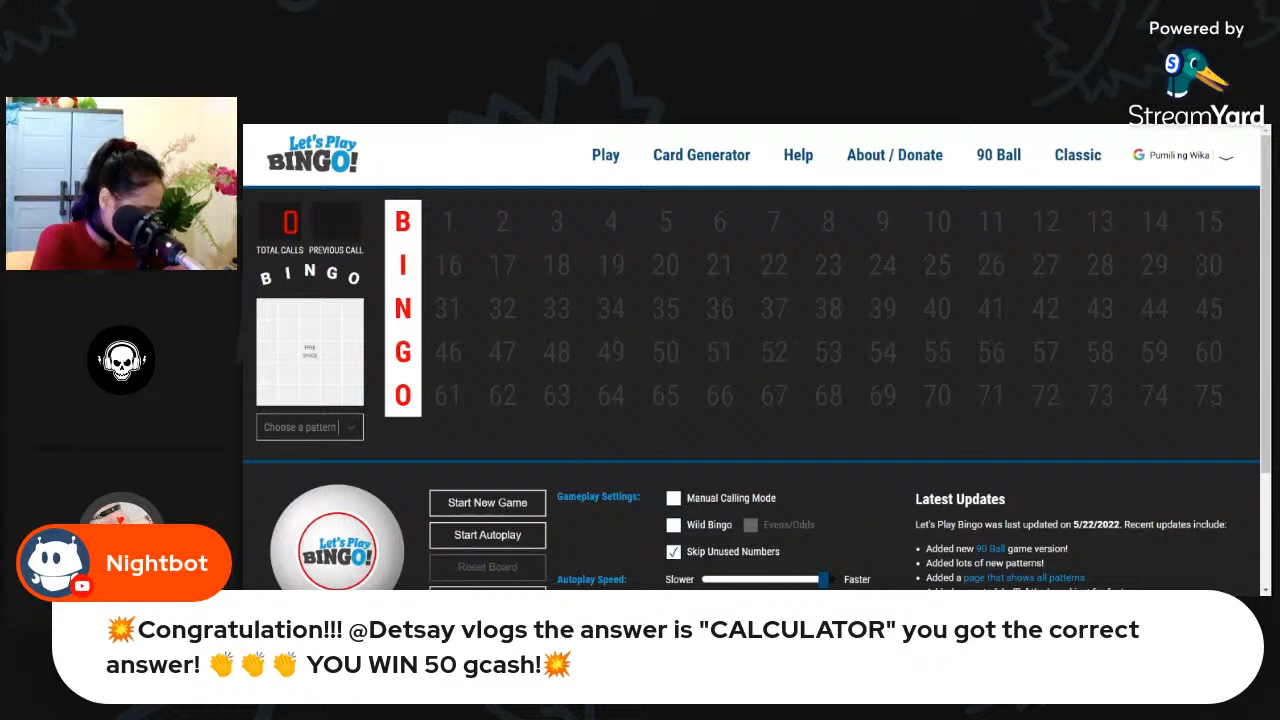 Powered by
StreamYard
Let's Play
BINGO!
Play Card Generator Help About / Donate 90 Ball Classic Pumili ng Wika
0
TOTAL CALLS PREVIOUS CALL
B I N G O
FREE
SPACE
Choose a pattern
B 1 2 3 4 5 6 7 8 9 10 11 12 13 14 15
I 16 17 18 19 20 21 22 23 24 25 26 27 28 29 30
N 31 32 33 34 35 36 37 38 39 40 41 42 43 44 45
G 46 47 48 49 50 51 52 53 54 55 56 57 58 59 60
O 61 62 63 64 65 66 67 68 69 70 71 72 73 74 75
Let's Play
BINGO!
Start New Game
Start Autoplay
Reset Board
Gameplay Settings:
Manual Calling Mode
Wild Bingo Evens/Odds
Skip Unused Numbers
Autoplay Speed: Slower Faster
Latest Updates
Let's Play Bingo was last updated on 5/22/2022. Recent updates include:
• Added new 90 Ball game version!
• Added lots of new patterns!
• Added a page that shows all patterns
Nightbot
💥Congratulation!!! @Detsay vlogs the answer is "CALCULATOR" you got the correct
answer! 👏👏👏 YOU WIN 50 gcash!💥